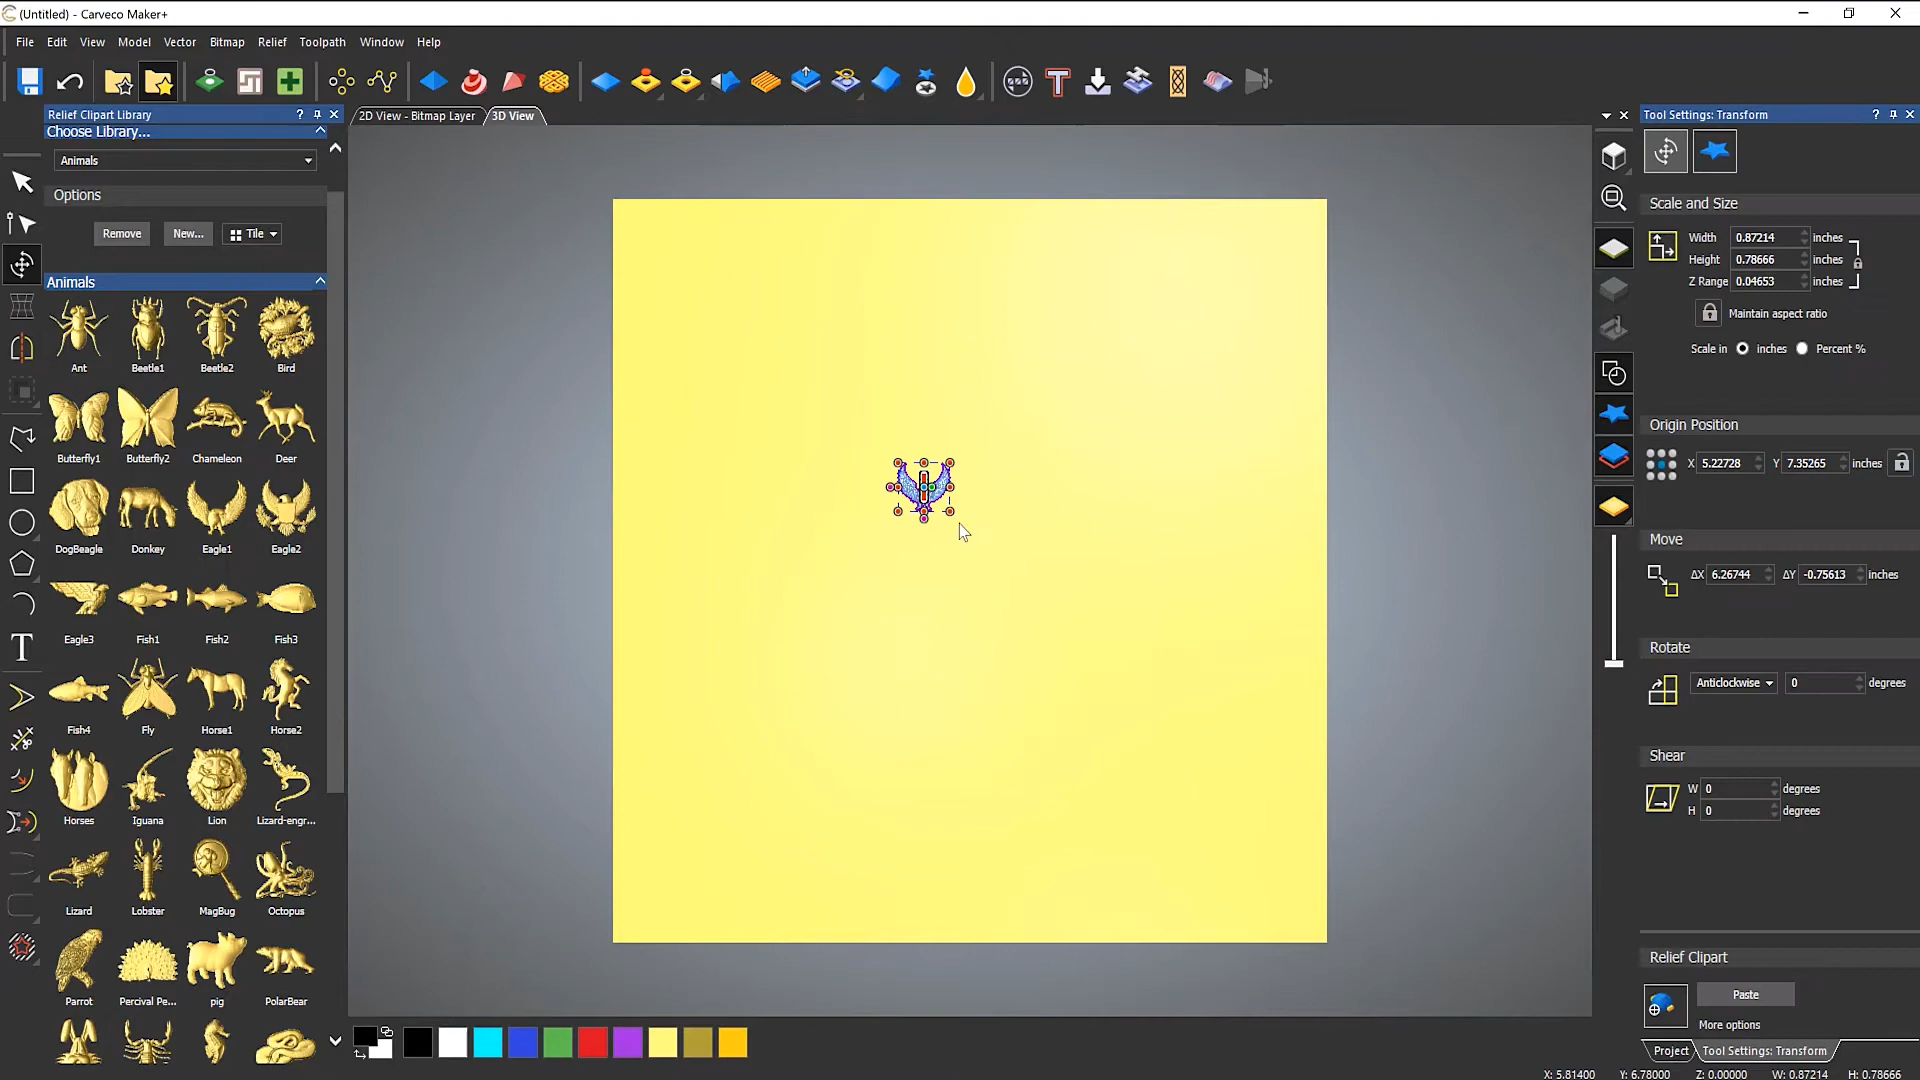 (Untitled) - Carveco Maker+
File Edit View Model Vector Bitmap Relief Toolpath Window Help
Relief Clipart Library
Choose Library...
Animals
Options
Remove New... Tile
Animals
Ant Beetle1 Beetle2 Bird
Butterfly1 Butterfly2 Chameleon Deer
DogBeagle Donkey Eagle1 Eagle2
Eagle3 Fish1 Fish2 Fish3
Fish4 Fly Horse1 Horse2
Horses Iguana Lion Lizard-engr...
Lizard Lobster MagBug Octopus
Parrot Percival Pe... pig PolarBear
2D View - Bitmap Layer 3D View
Tool Settings: Transform
Scale and Size
Width 0.87214 inches
Height 0.78666 inches
Z Range 0.04653 inches
Maintain aspect ratio
Scale in inches Percent %
Origin Position
X 5.22728 Y 7.35265 inches
Move
ΔX 6.26744 ΔY -0.75613 inches
Rotate
Anticlockwise 0 degrees
Shear
W 0 degrees
H 0 degrees
Relief Clipart
Paste
More options
Project Tool Settings: Transform
X: 5.81400 Y: 6.78000 Z: 0.00000 W: 0.87214 H: 0.78666